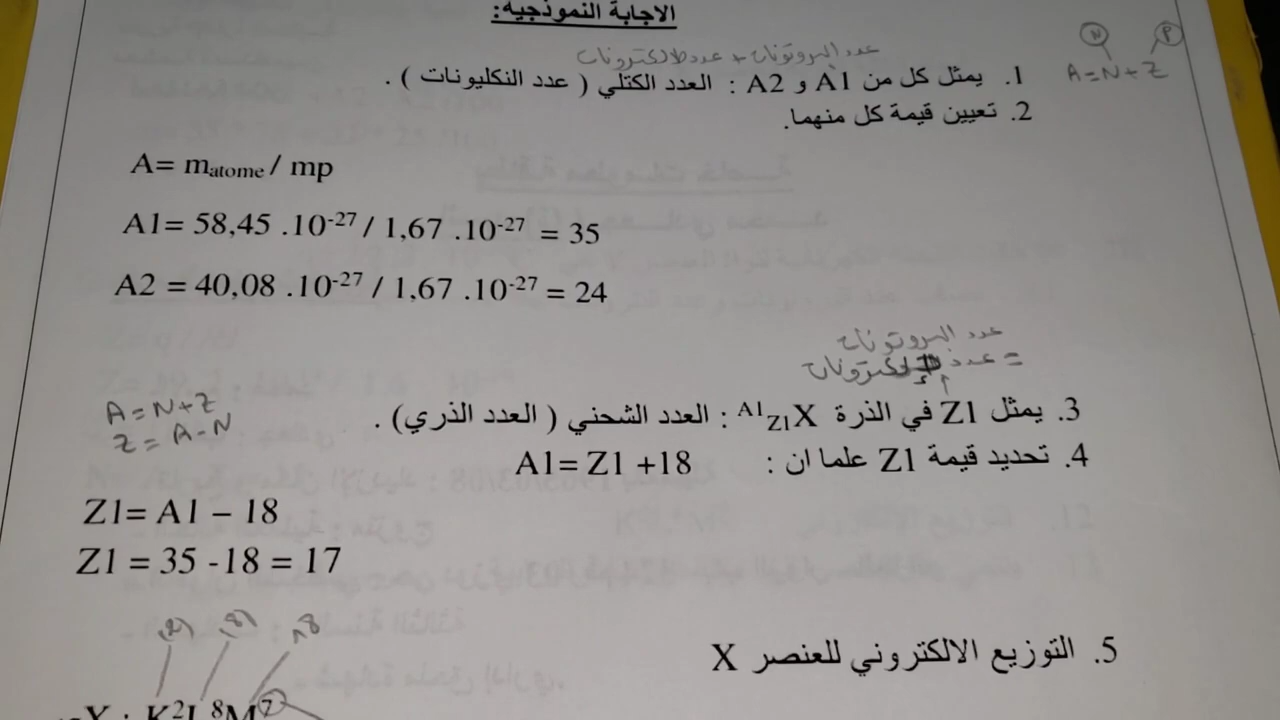 الاجابة النموذجية:
عدد البروتونات + عدد الالكترونات
N P
A=N+Z
1. يمثل كل من A1 و A2 : العدد الكتلي ( عدد النكليونات ) .
2. تعيين قيمة كل منهما.
A= matome / mp
A1= 58,45 .10-27 / 1,67 .10-27 = 35
A2 = 40,08 .10-27 / 1,67 .10-27 = 24
عدد البروتونات
= عدد الكترونات
A=N+Z
Z=A-N
3. يمثل Z1 في الذرة A1Z1X : العدد الشحني ( العدد الذري) .
4. تحديد قيمة Z1 علما ان : A1= Z1 +18
Z1= A1 – 18
Z1 = 35 -18 = 17
5. التوزيع الالكتروني للعنصر X
(2) (8) 18
X : K2L8M7